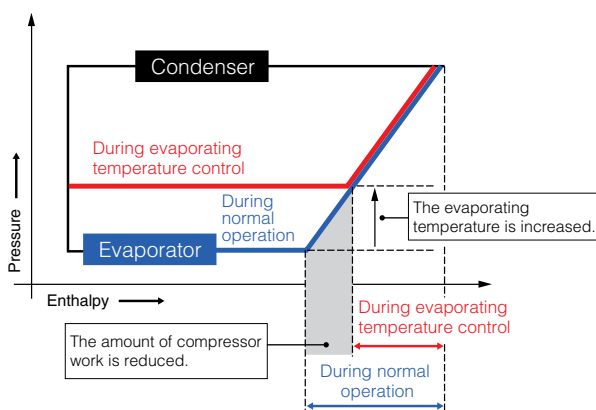 Condenser
During evaporating
temperature control
During
normal
operation
The evaporating
temperature is increased.
Evaporator
Pressure
Enthalpy
The amount of compressor
work is reduced.
During evaporating
temperature control
During normal
operation